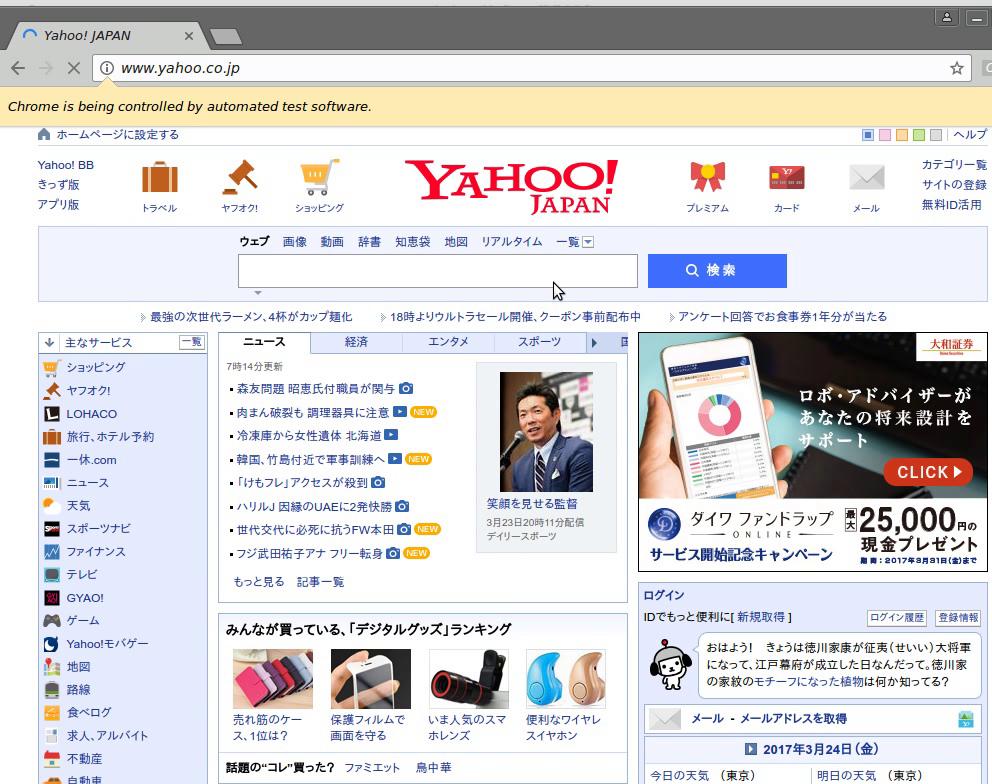 Yahoo! JAPAN
www.yahoo.co.jp
Chrome is being controlled by automated test software.
ホームページに設定する
ヘルプ
Yahoo! BB
きっず版
アプリ版
トラベル
ヤフオク!
ショッピング
YAHOO!
JAPAN
プレミアム
カード
メール
カテゴリ一覧
サイトの登録
無料ID活用
ウェブ 画像 動画 辞書 知恵袋 地図 リアルタイム 一覧
検索
最強の次世代ラーメン、4杯がカップ麺化
18時よりウルトラセール開催、クーポン事前配布中
アンケート回答でお食事券1年分が当たる
主なサービス 一覧
ショッピング
ヤフオク!
LOHACO
旅行、ホテル予約
一休.com
ニュース
天気
スポーツナビ
ファイナンス
テレビ
GYAO!
ゲーム
Yahoo!モバゲー
地図
路線
食べログ
求人、アルバイト
不動産
自動車
ニュース 経済 エンタメ スポーツ
7時14分更新
森友問題 昭恵氏付職員が関与
肉まん破裂も 調理器具に注意 NEW
冷凍庫から女性遺体 北海道
韓国、竹島付近で軍事訓練へ NEW
「けもフレ」アクセスが殺到
ハリルJ 因縁のUAEに2発快勝
世代交代に必死に抗うFW本田 NEW
フジ武田祐子アナ フリー転身 NEW
もっと見る 記事一覧
笑顔を見せる監督
3月23日20時11分配信
デイリースポーツ
みんなが買っている、「デジタルグッズ」ランキング
売れ筋のケース、1位は?
保護フィルムで画面を守る
いま人気のスマホレンズ
便利なワイヤレスイヤホン
話題の“コレ”買った? ファミエット 島中華
大和証券
ロボ・アドバイザーが
あなたの将来設計を
サポート
CLICK
ダイワ ファンドラップ
ONLINE
サービス開始記念キャンペーン
最大25,000円の
現金プレゼント
期間:2017年3月31日(金)まで
ログイン
IDでもっと便利に[ 新規取得 ]
ログイン履歴 登録情報
おはよう! きょうは徳川家康が征夷(せいい)大将軍
になって、江戸幕府が成立した日なんだって。徳川家
の家紋のモチーフになった植物は何か知ってる?
メール - メールアドレスを取得
2017年3月24日(金)
今日の天気 (東京)
明日の天気 (東京)